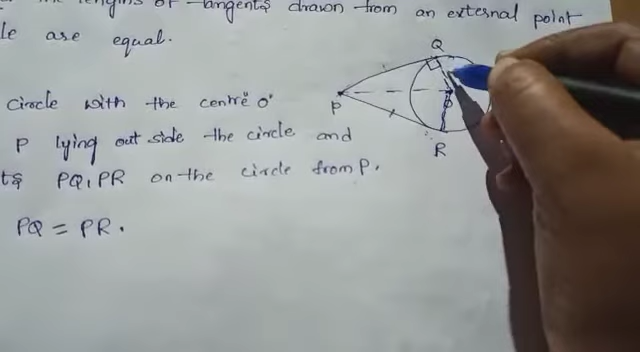 lengths of tangents drawn from an external point
le are equal.
Circle with the centre 'o'
P lying out side the circle and
ts PQ, PR on the circle from P.
PQ = PR.
Q
P
R